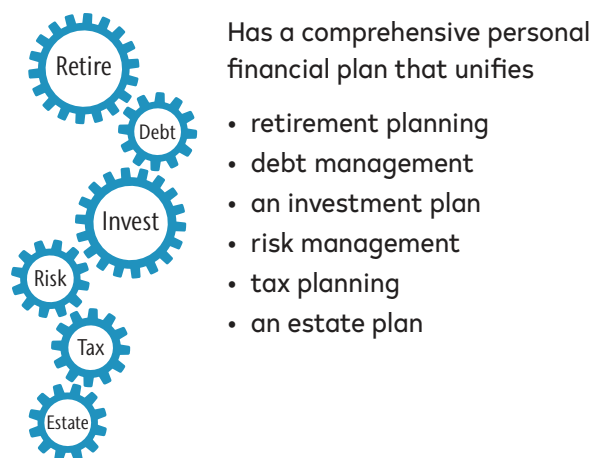 Retire
Debt
Invest
Risk
Tax
Estate
Has a comprehensive personal
financial plan that unifies
• retirement planning
• debt management
• an investment plan
• risk management
• tax planning
• an estate plan